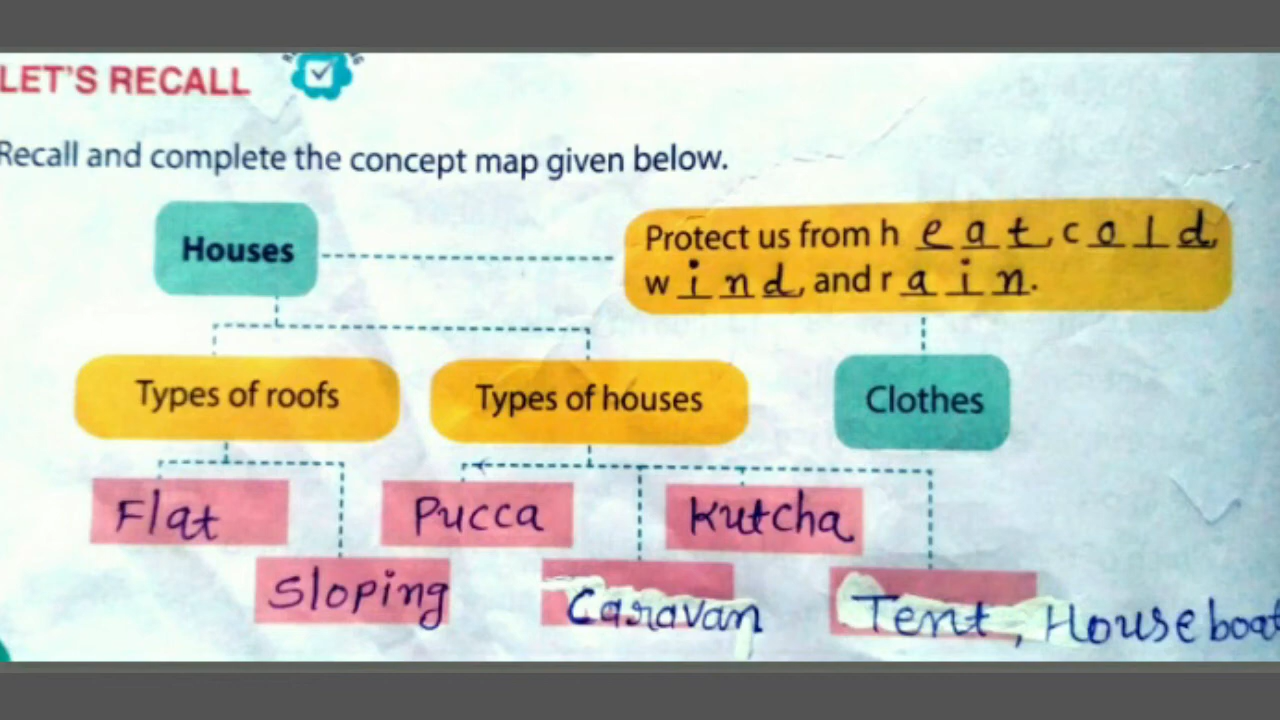 LET'S RECALL
Recall and complete the concept map given below.
Houses
Protect us from h eat, cold,
wind, and rain.
Types of roofs
Types of houses
Clothes
Flat
Pucca
Kutcha
Sloping
Caravan
Tent, Houseboat